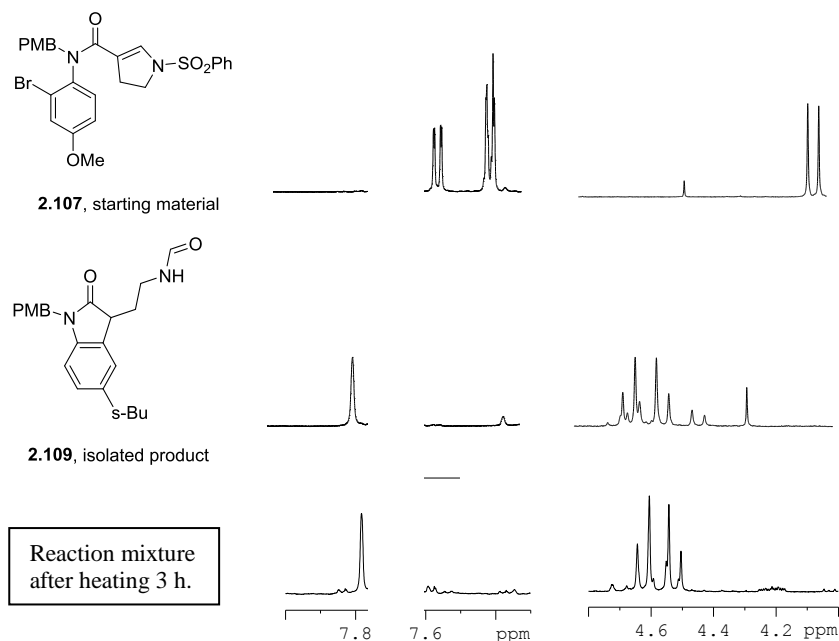 O
PMB
N
N
SO2Ph
Br
OMe
2.107, starting material
O
NH
O
PMB
N
s-Bu
2.109, isolated product
Reaction mixture
after heating 3 h.
7.8
7.6
ppm
4.6
4.4
4.2
ppm